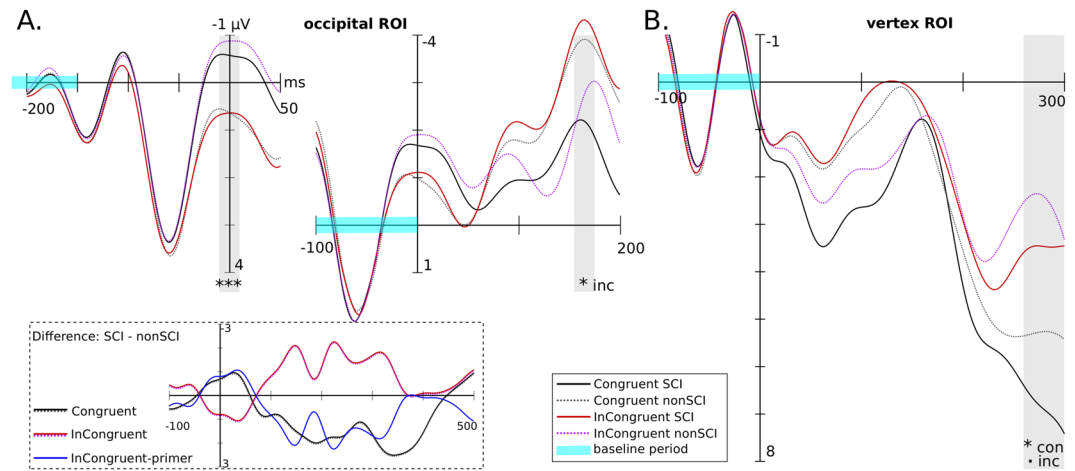 A.
-1 µV
occipital ROI
-4
B.
vertex ROI
-1
ms
-200
50
4
***
-100
200
1
* inc
-100
300
8
* con
· inc
Difference: SCI - nonSCI
-3
-100
500
3
Congruent
InCongruent
InCongruent-primer
Congruent SCI
Congruent nonSCI
InCongruent SCI
InCongruent nonSCI
baseline period